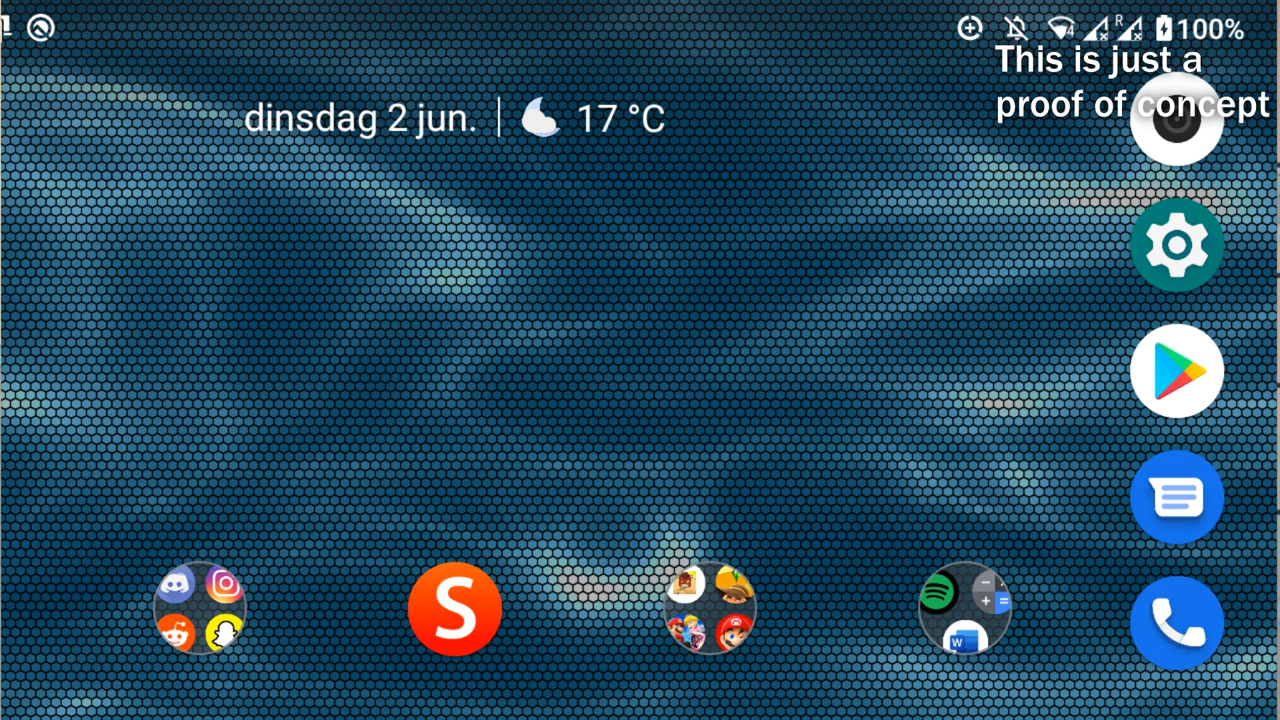 R
100%
This is just a
proof of concept
dinsdag 2 jun.
17 °C
S
W